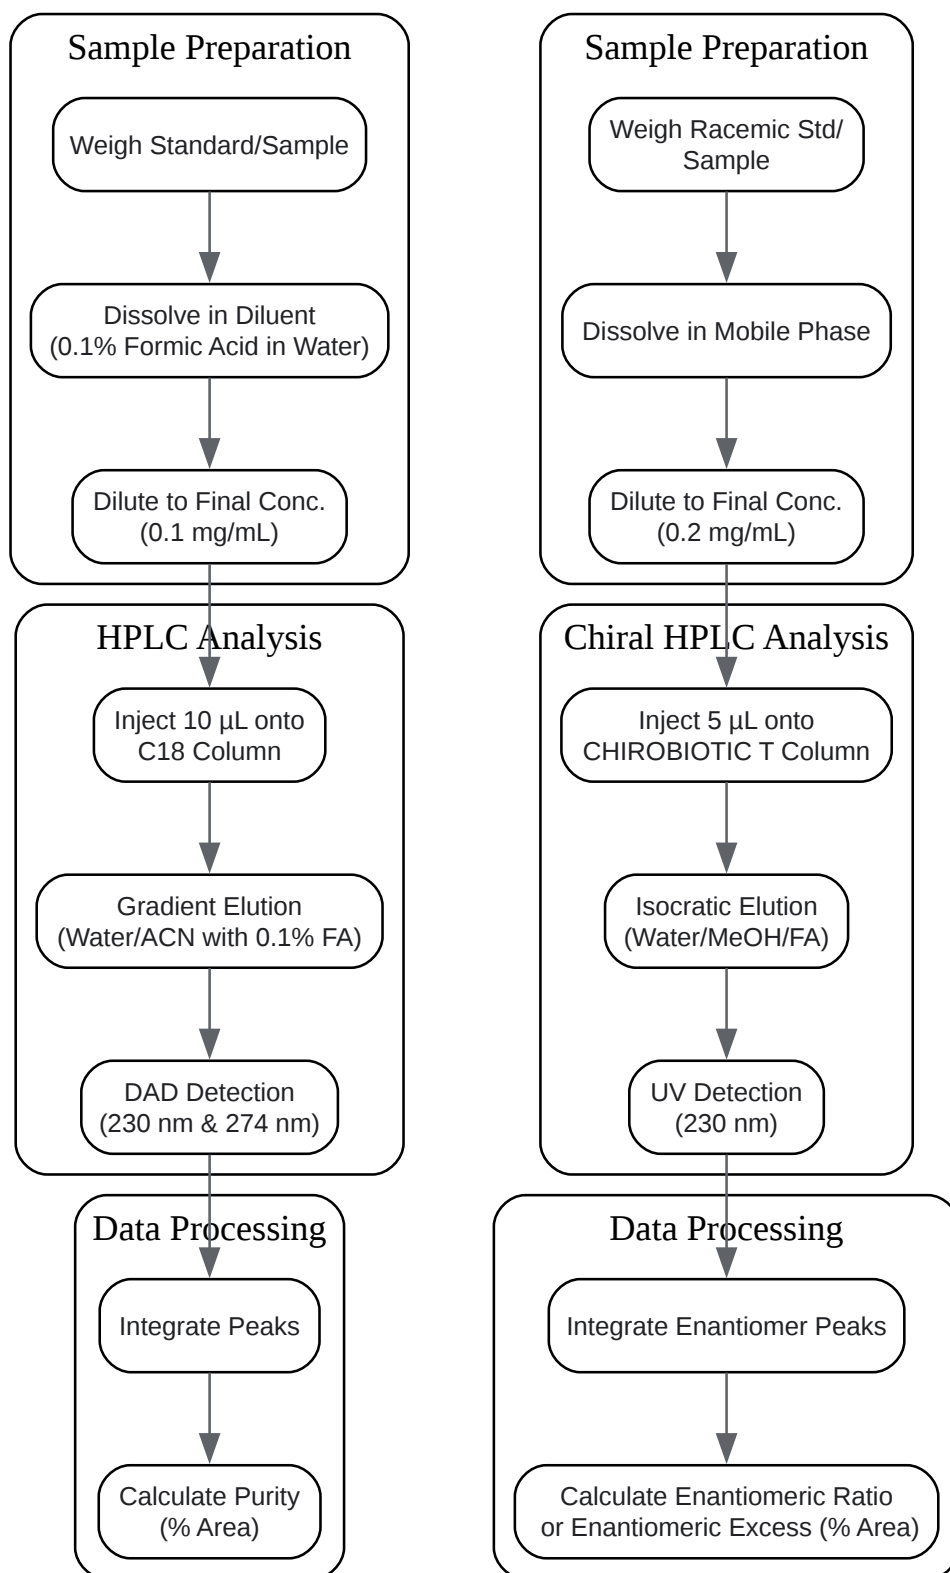 Sample Preparation
Weigh Standard/Sample
Dissolve in Diluent
(0.1% Formic Acid in Water)
Dilute to Final Conc.
(0.1 mg/mL)
HPLC Analysis
Inject 10 µL onto
C18 Column
Gradient Elution
(Water/ACN with 0.1% FA)
DAD Detection
(230 nm & 274 nm)
Data Processing
Integrate Peaks
Calculate Purity
(% Area)
Sample Preparation
Weigh Racemic Std/
Sample
Dissolve in Mobile Phase
Dilute to Final Conc.
(0.2 mg/mL)
Chiral HPLC Analysis
Inject 5 µL onto
CHIROBIOTIC T Column
Isocratic Elution
(Water/MeOH/FA)
UV Detection
(230 nm)
Data Processing
Integrate Enantiomer Peaks
Calculate Enantiomeric Ratio
or Enantiomeric Excess (% Area)